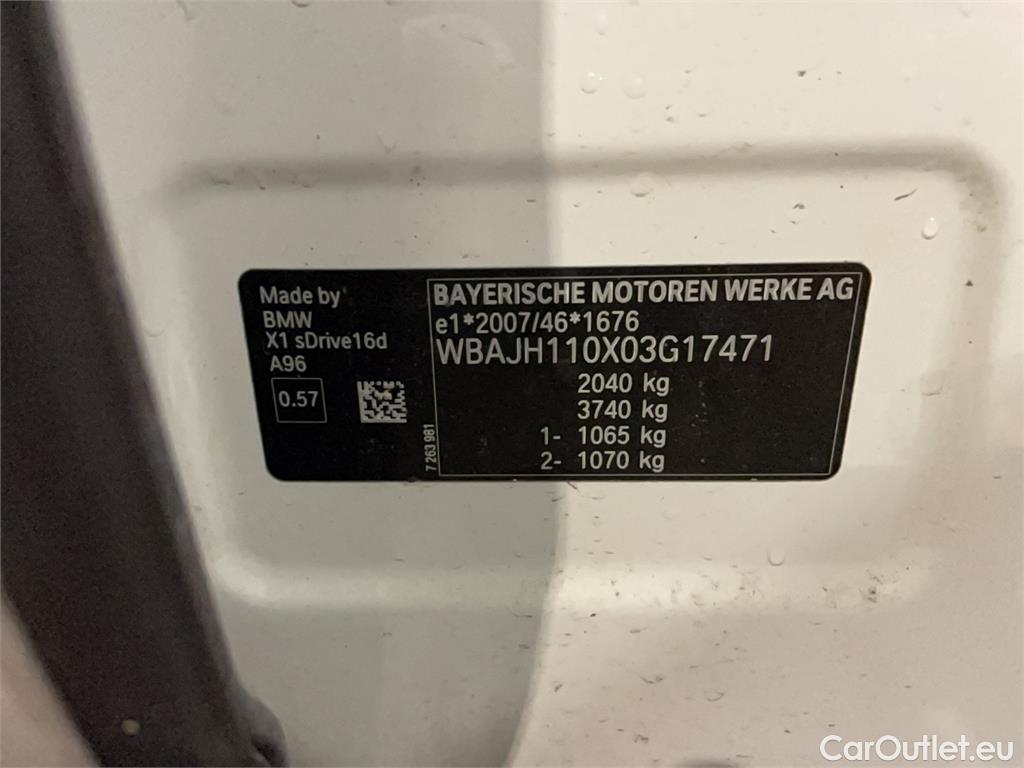 Made by
BMW
X1 sDrive16d
A96
0.57
7 263 981
BAYERISCHE MOTOREN WERKE AG
e1*2007/46*1676
WBAJH110X03G17471
2040 kg
3740 kg
1- 1065 kg
2- 1070 kg
CarOutlet.eu